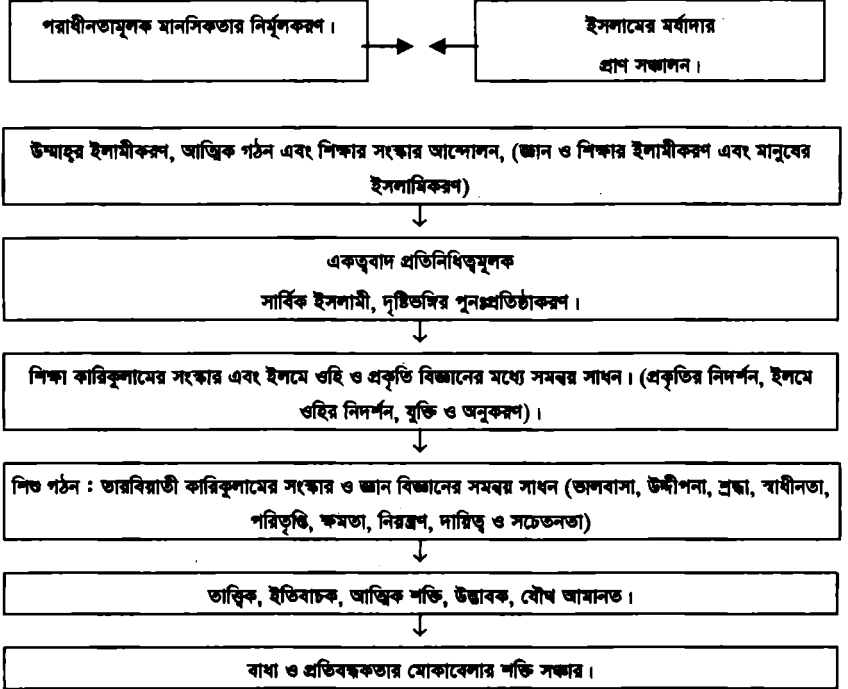 পরাধীনতামূলক মানসিকতার নির্মূলকরণ।
ইসলামের মর্যাদার
প্রাণ সঞ্চালন।
উম্মাহ্‌র ইলামীকরণ, আত্মিক গঠন এবং শিক্ষার সংস্কার আন্দোলন, (জ্ঞান ও শিক্ষার ইলামীকরণ এবং মানুষের
ইসলামিকরণ)
একত্ববাদ প্রতিনিধিত্বমূলক
সার্বিক ইসলামী, দৃষ্টিভঙ্গির পুনঃপ্রতিষ্ঠাকরণ।
শিক্ষা কারিকুলামের সংস্কার এবং ইলমে ওহি ও প্রকৃতি বিজ্ঞানের মধ্যে সমন্বয় সাধন। (প্রকৃতির নিদর্শন, ইলমে
ওহির নিদর্শন, যুক্তি ও অনুকরণ)।
শিশু গঠন : তারবিয়াতী কারিকুলামের সংস্কার ও জ্ঞান বিজ্ঞানের সমন্বয় সাধন (ভালবাসা, উদ্দীপনা, শ্রদ্ধা, স্বাধীনতা,
পরিতৃপ্তি, ক্ষমতা, নিয়ন্ত্রণ, দায়িত্ব ও সচেতনতা)
তাত্ত্বিক, ইতিবাচক, আত্মিক শক্তি, উদ্ভাবক, যৌথ আমানত।
বাধা ও প্রতিবন্ধকতার মোকাবেলার শক্তি সঞ্চার।